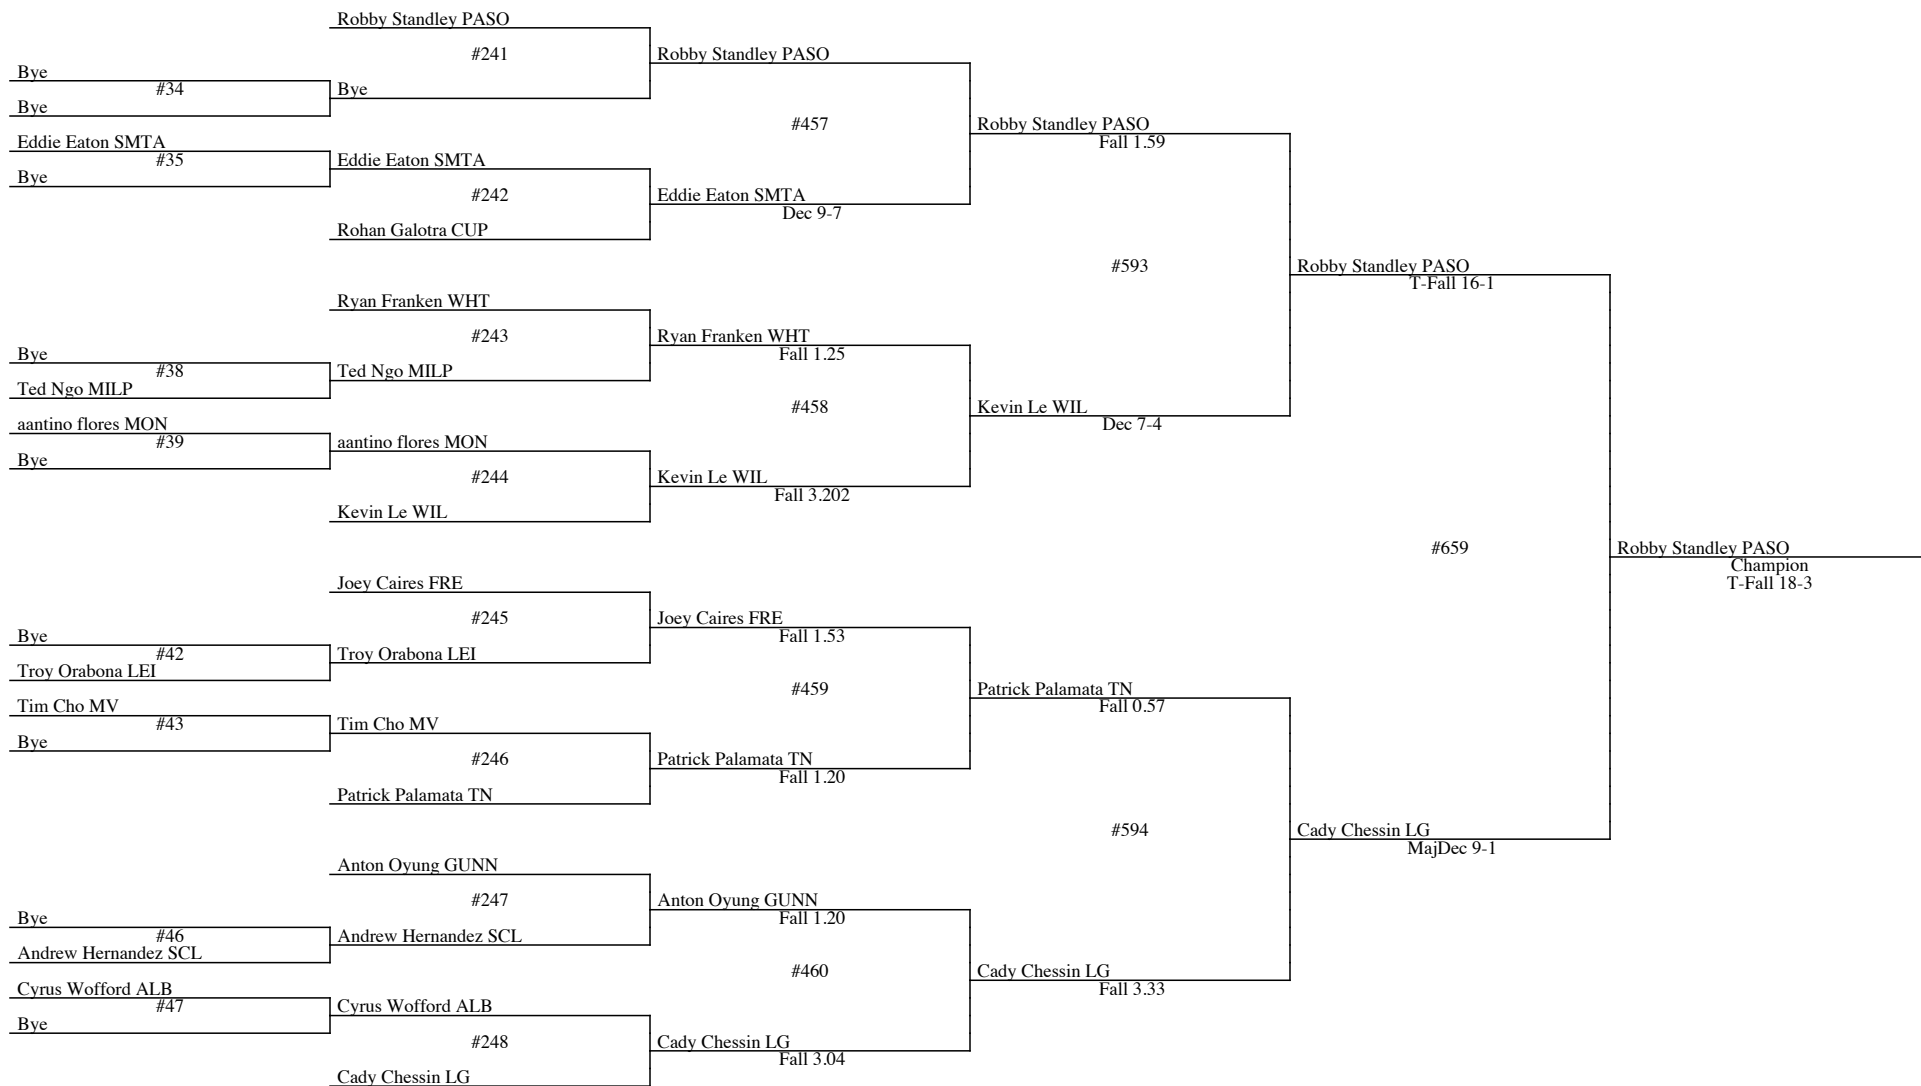 Robby Standley PASO
#241
Robby Standley PASO
Bye
#34
Bye
Bye
#457
Robby Standley PASO
Fall 1.59
Eddie Eaton SMTA
#35
Eddie Eaton SMTA
Bye
#242
Eddie Eaton SMTA
Dec 9-7
Rohan Galotra CUP
#593
Robby Standley PASO
T-Fall 16-1
Ryan Franken WHT
#243
Ryan Franken WHT
Fall 1.25
Bye
#38
Ted Ngo MILP
Ted Ngo MILP
#458
Kevin Le WIL
Dec 7-4
aantino flores MON
#39
aantino flores MON
Bye
#244
Kevin Le WIL
Fall 3.202
Kevin Le WIL
#659
Robby Standley PASO
Champion
T-Fall 18-3
Joey Caires FRE
#245
Joey Caires FRE
Fall 1.53
Bye
#42
Troy Orabona LEI
Troy Orabona LEI
#459
Patrick Palamata TN
Fall 0.57
Tim Cho MV
#43
Tim Cho MV
Bye
#246
Patrick Palamata TN
Fall 1.20
Patrick Palamata TN
#594
Cady Chessin LG
MajDec 9-1
Anton Oyung GUNN
#247
Anton Oyung GUNN
Fall 1.20
Bye
#46
Andrew Hernandez SCL
Andrew Hernandez SCL
#460
Cady Chessin LG
Fall 3.33
Cyrus Wofford ALB
#47
Cyrus Wofford ALB
Bye
#248
Cady Chessin LG
Fall 3.04
Cady Chessin LG